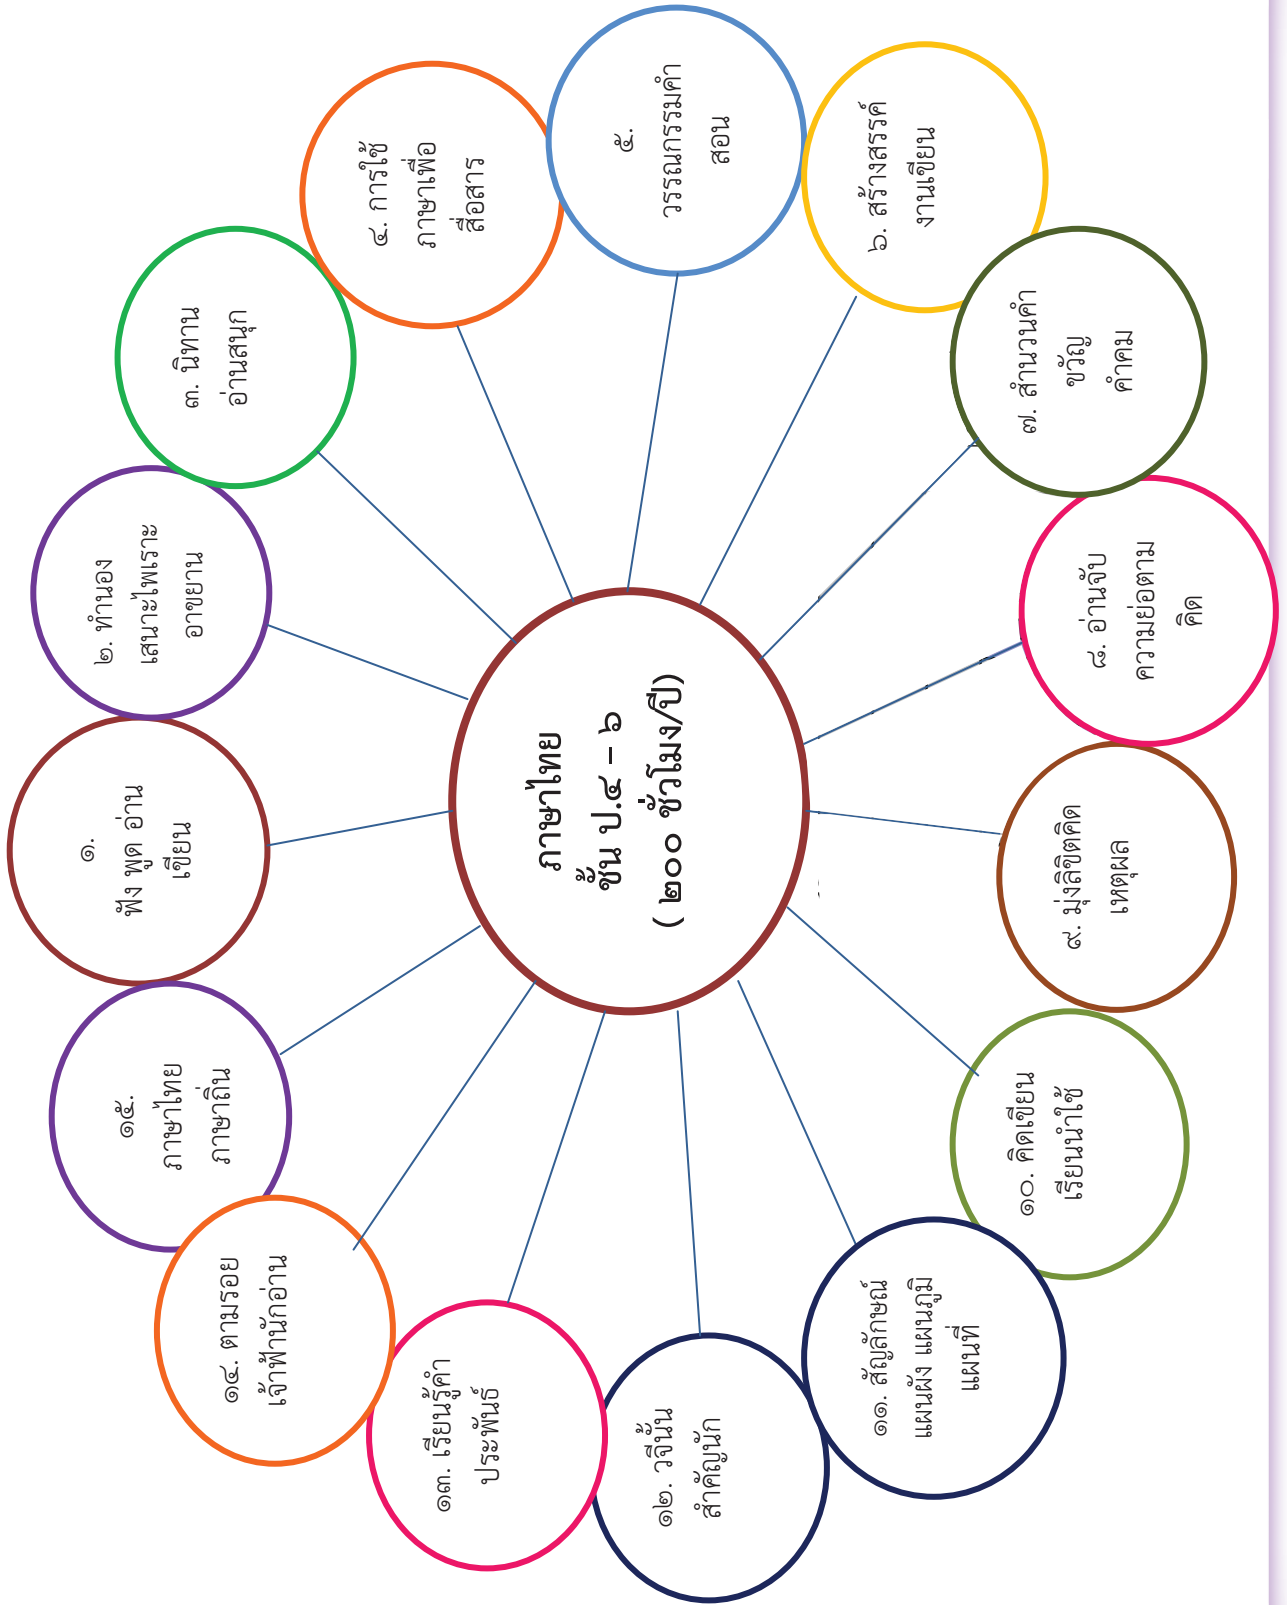 ภาษาไทย
ชั้น ป.๔ – ๖
( ๒๐๐ ชั่วโมง/ปี)
๑.
ฟัง พูด อ่าน
เขียน
๒. ทำนอง
เสนาะไพเราะ
อาขยาน
๓. นิทาน
อ่านสนุก
๔. การใช้
ภาษาเพื่อ
สื่อสาร
๕.
วรรณกรรมคำ
สอน
๖. สร้างสรรค์
งานเขียน
๗. สำนวนคำ
ขวัญ
คำคม
๘. อ่านจับ
ความย่อตาม
คิด
๙. มุ่งลิขิตคิด
เหตุผล
๑๐. คิดเขียน
เรียนนำใช้
๑๑. สัญลักษณ์
แผนผัง แผนภูมิ
แผนที่
๑๒. วจีนั้น
สำคัญนัก
๑๓. เรียนรู้คำ
ประพันธ์
๑๔. ตามรอย
เจ้าฟ้านักอ่าน
๑๕.
ภาษาไทย
ภาษาถิ่น